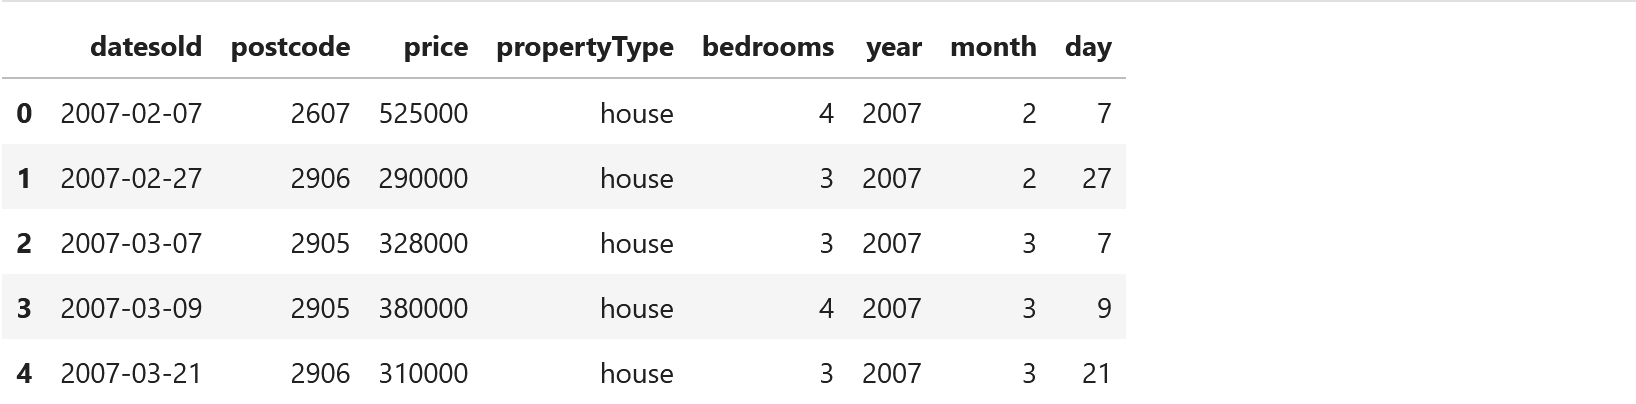 datesold postcode price propertyType bedrooms year month day
0 2007-02-07 2607 525000 house 4 2007 2 7
1 2007-02-27 2906 290000 house 3 2007 2 27
2 2007-03-07 2905 328000 house 3 2007 3 7
3 2007-03-09 2905 380000 house 4 2007 3 9
4 2007-03-21 2906 310000 house 3 2007 3 21